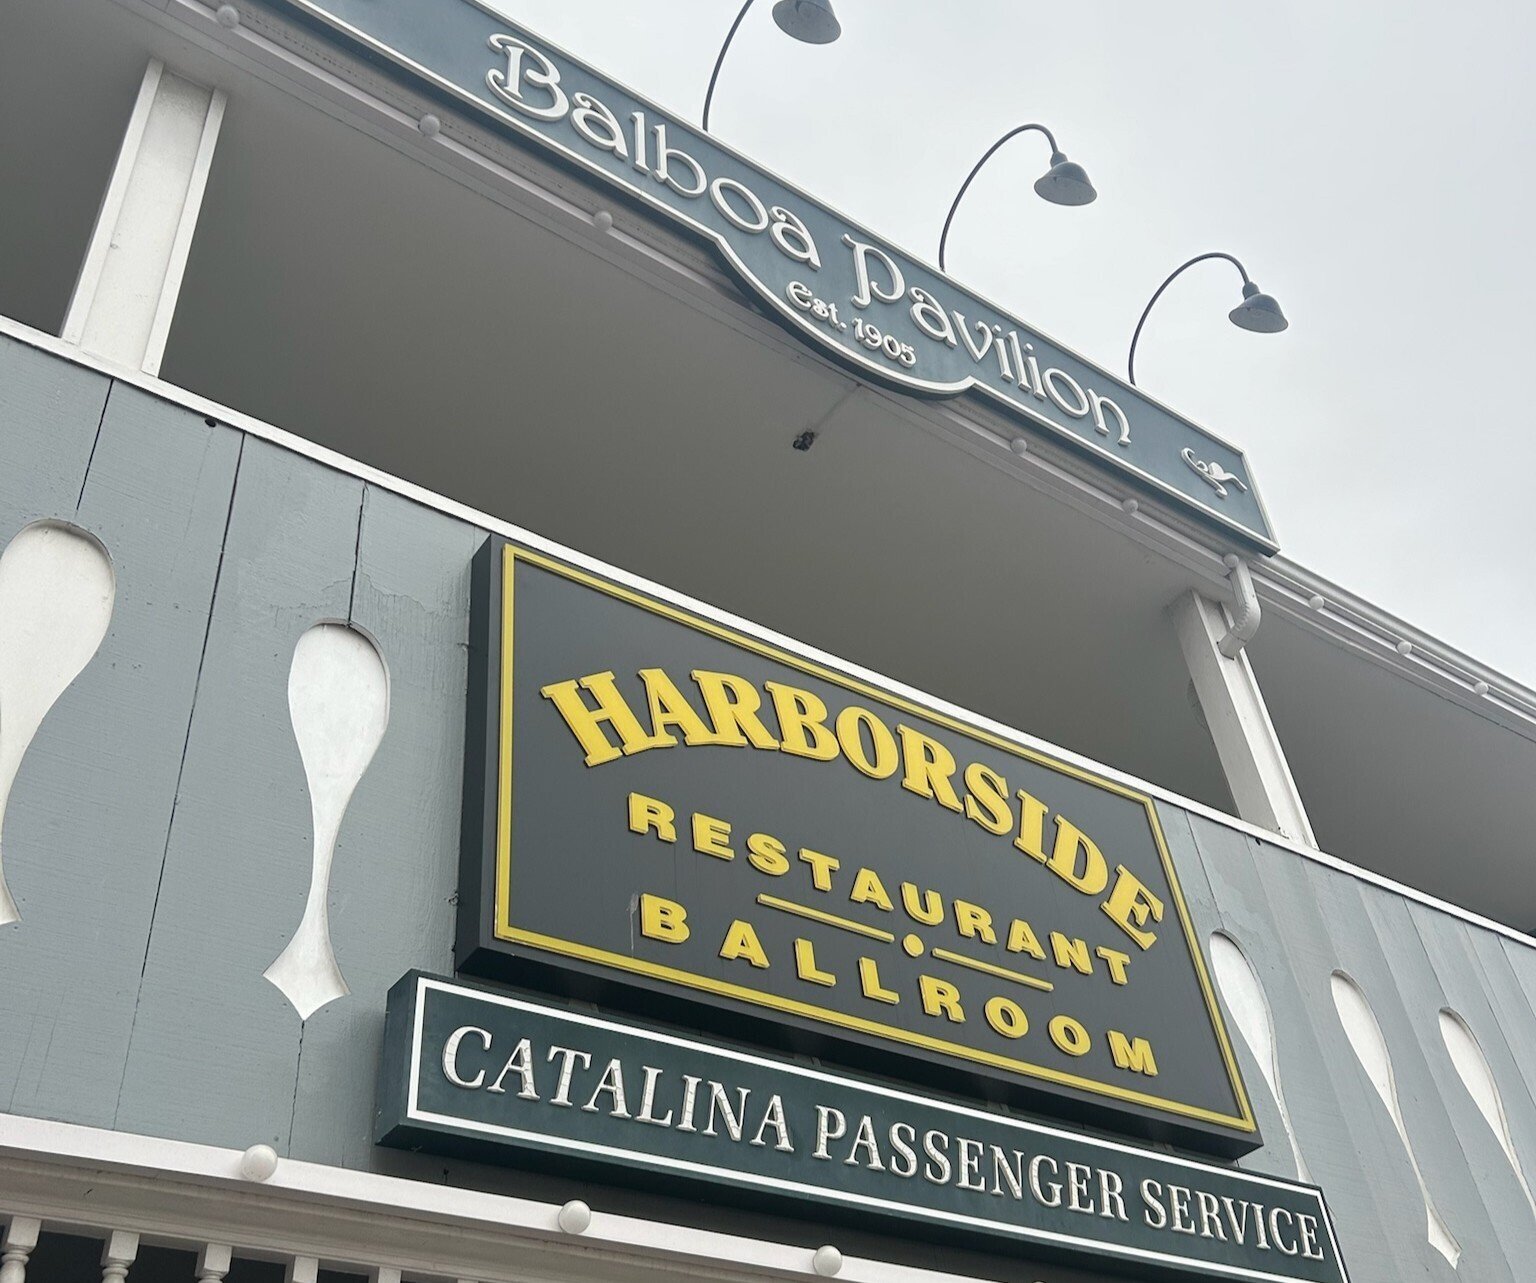 Balboa Pavilion
Est. 1905
HARBORSIDE
RESTAURANT
BALLROOM
CATALINA PASSENGER SERVICE